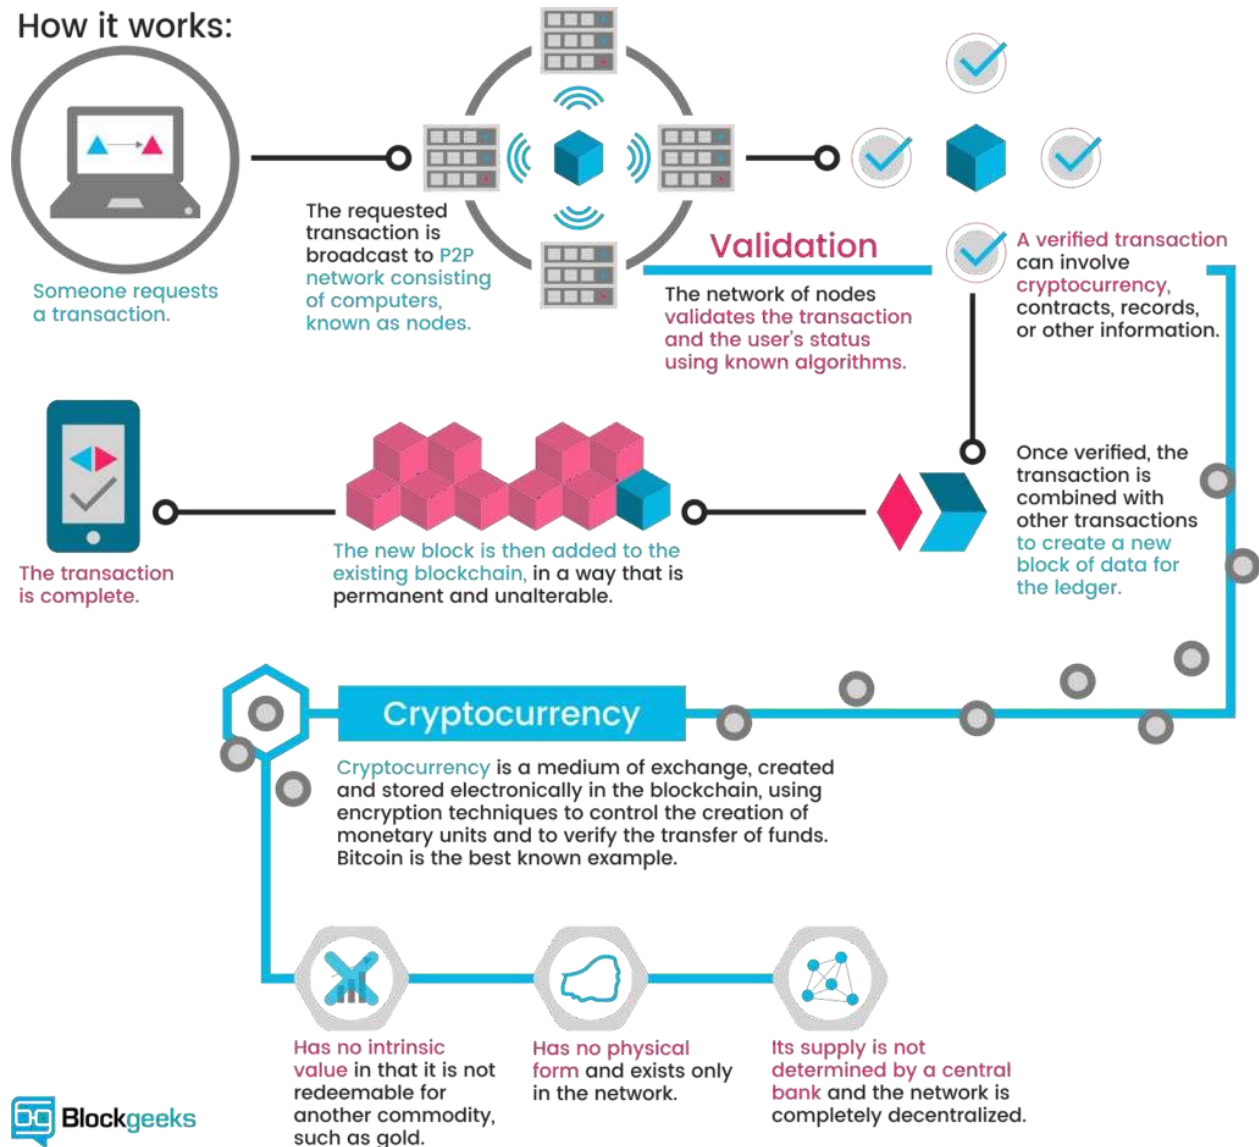 How it works:
Someone requests
a transaction.
The requested
transaction is
broadcast to P2P
network consisting
of computers,
known as nodes.
Validation
The network of nodes
validates the transaction
and the user's status
using known algorithms.
A verified transaction
can involve
cryptocurrency,
contracts, records,
or other information.
Once verified, the
transaction is
combined with
other transactions
to create a new
block of data for
the ledger.
The new block is then added to the
existing blockchain, in a way that is
permanent and unalterable.
The transaction
is complete.
Cryptocurrency
Cryptocurrency is a medium of exchange, created
and stored electronically in the blockchain, using
encryption techniques to control the creation of
monetary units and to verify the transfer of funds.
Bitcoin is the best known example.
Has no intrinsic
value in that it is not
redeemable for
another commodity,
such as gold.
Has no physical
form and exists only
in the network.
Its supply is not
determined by a central
bank and the network is
completely decentralized.
Blockgeeks